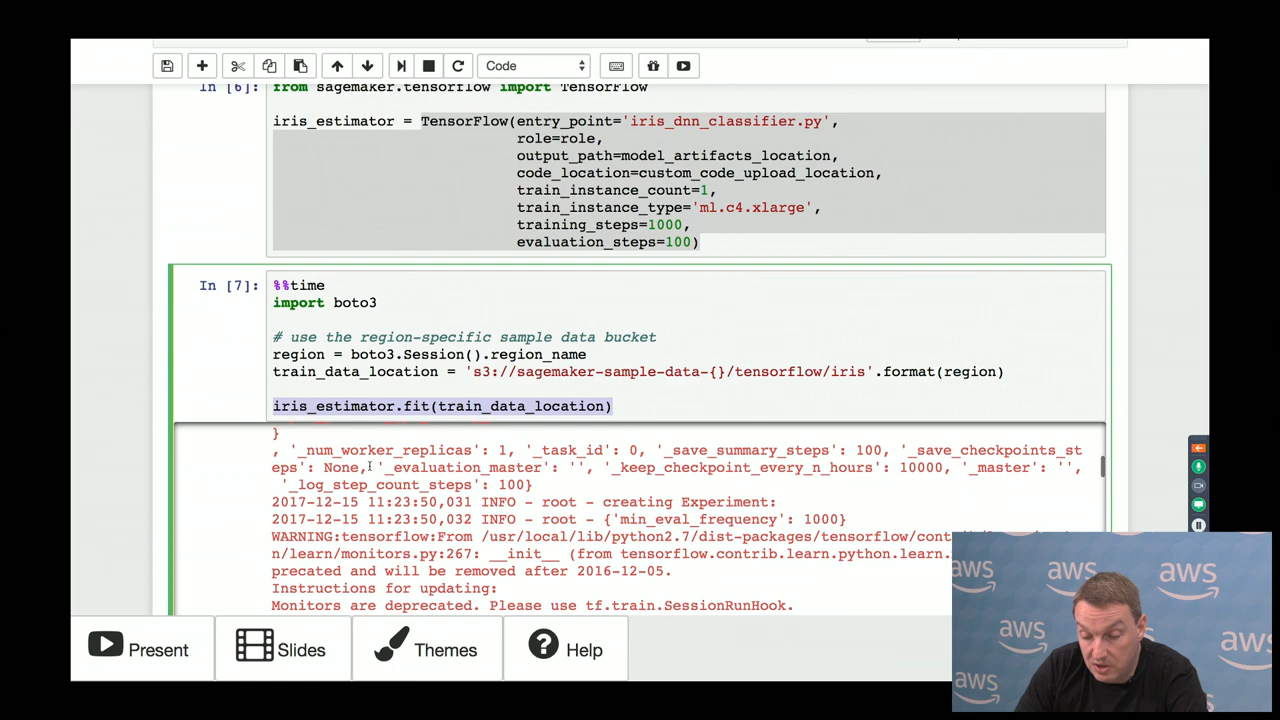 Code
In [6]:
from sagemaker.tensorflow import TensorFlow
iris_estimator = TensorFlow(entry_point='iris_dnn_classifier.py',
role=role,
output_path=model_artifacts_location,
code_location=custom_code_upload_location,
train_instance_count=1,
train_instance_type='ml.c4.xlarge',
training_steps=1000,
evaluation_steps=100)
In [7]:
%%time
import boto3
# use the region-specific sample data bucket
region = boto3.Session().region_name
train_data_location = 's3://sagemaker-sample-data-{}/tensorflow/iris'.format(region)
iris_estimator.fit(train_data_location)
}
, '_num_worker_replicas': 1, '_task_id': 0, '_save_summary_steps': 100, '_save_checkpoints_st
eps': None, '_evaluation_master': '', '_keep_checkpoint_every_n_hours': 10000, '_master': '',
'_log_step_count_steps': 100}
2017-12-15 11:23:50,031 INFO - root - creating Experiment:
2017-12-15 11:23:50,032 INFO - root - {'min_eval_frequency': 1000}
WARNING:tensorflow:From /usr/local/lib/python2.7/dist-packages/tensorflow/cont
n/learn/monitors.py:267: __init__ (from tensorflow.contrib.learn.python.learn.
precated and will be removed after 2016-12-05.
Instructions for updating:
Monitors are deprecated. Please use tf.train.SessionRunHook.
Present
Slides
Themes
? Help
aws
aws
aws
aws
aws
aws